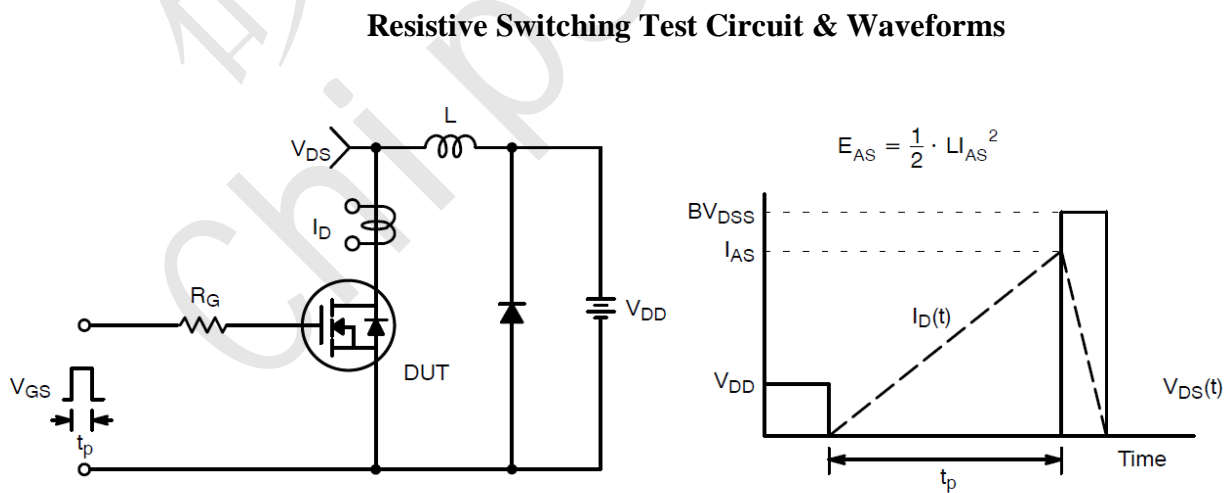 Resistive Switching Test Circuit & Waveforms
L
V_DS
E_AS = 1/2 · LI_AS^2
BV_DSS
I_D
I_AS
R_G
V_DD
I_D(t)
DUT
V_GS
V_DD
V_DS(t)
t_p
Time
t_p
Chip